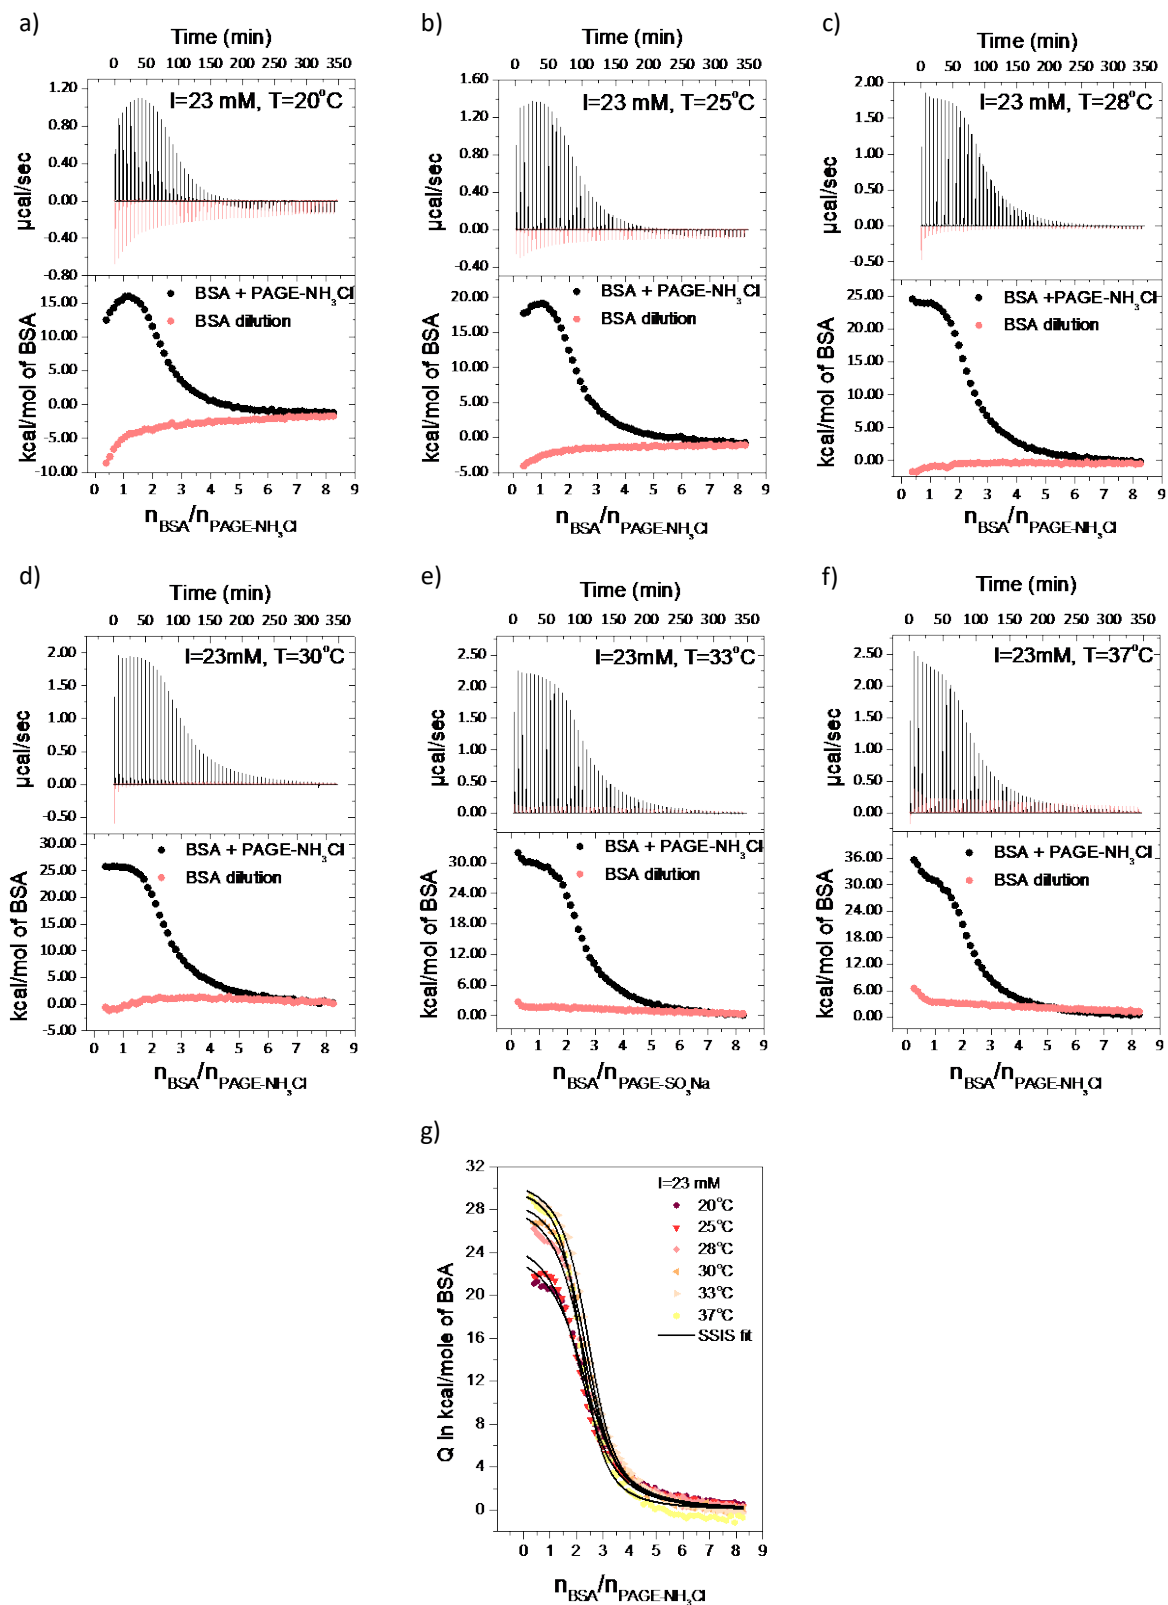 a)
Time (min)
0 50 100 150 200 250 300 350
I=23 mM, T=20°C
1.20
0.80
0.40
0.00
-0.40
-0.80
µcal/sec
BSA + PAGE-NH₃Cl
BSA dilution
15.00
10.00
5.00
0.00
-5.00
-10.00
kcal/mol of BSA
0 1 2 3 4 5 6 7 8 9
n_BSA/n_PAGE-NH₃Cl
b)
Time (min)
0 50 100 150 200 250 300 350
I=23 mM, T=25°C
1.60
1.20
0.80
0.40
0.00
-0.40
µcal/sec
BSA + PAGE-NH₃Cl
BSA dilution
20.00
15.00
10.00
5.00
0.00
-5.00
kcal/mol of BSA
0 1 2 3 4 5 6 7 8 9
n_BSA/n_PAGE-NH₃Cl
c)
Time (min)
0 50 100 150 200 250 300 350
I=23 mM, T=28°C
2.00
1.50
1.00
0.50
0.00
-0.50
µcal/sec
BSA +PAGE-NH₃Cl
BSA dilution
25.00
20.00
15.00
10.00
5.00
0.00
kcal/mol of BSA
0 1 2 3 4 5 6 7 8 9
n_BSA/n_PAGE-NH₃Cl
d)
Time (min)
0 50 100 150 200 250 300 350
I=23mM, T=30°C
2.00
1.50
1.00
0.50
0.00
-0.50
µcal/sec
BSA + PAGE-NH₃Cl
BSA dilution
30.00
25.00
20.00
15.00
10.00
5.00
0.00
-5.00
kcal/mol of BSA
0 1 2 3 4 5 6 7 8 9
n_BSA/n_PAGE-NH₃Cl
e)
Time (min)
0 50 100 150 200 250 300 350
I=23mM, T=33°C
2.50
2.00
1.50
1.00
0.50
0.00
µcal/sec
BSA + PAGE-NH₃Cl
BSA dilution
30.00
24.00
18.00
12.00
6.00
0.00
kcal/mol of BSA
0 1 2 3 4 5 6 7 8 9
n_BSA/n_PAGE-SO₃Na
f)
Time (min)
0 50 100 150 200 250 300 350
I=23mM, T=37°C
2.50
2.00
1.50
1.00
0.50
0.00
µcal/sec
BSA + PAGE-NH₃Cl
BSA dilution
36.00
30.00
24.00
18.00
12.00
6.00
0.00
kcal/mol of BSA
0 1 2 3 4 5 6 7 8 9
n_BSA/n_PAGE-NH₃Cl
g)
32
28
24
20
16
12
8
4
0
Q in kcal/mole of BSA
I=23 mM
20°C
25°C
28°C
30°C
33°C
37°C
SSIS fit
0 1 2 3 4 5 6 7 8 9
n_BSA/n_PAGE-NH₃Cl